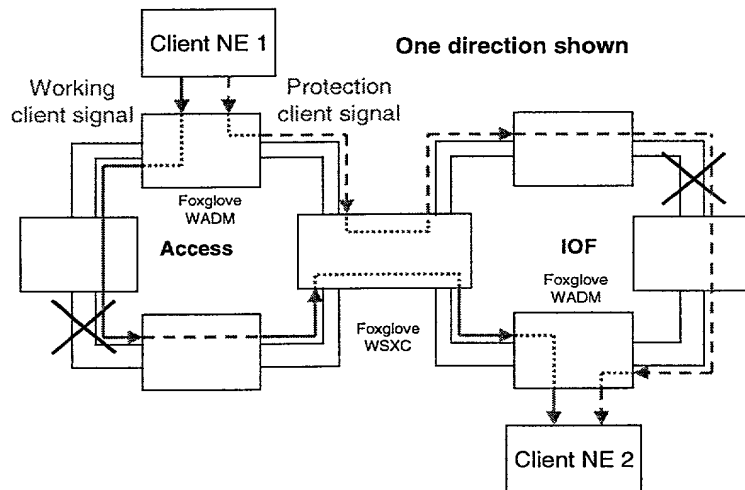 Client NE 1
One direction shown
Working
client signal
Protection
client signal
Foxglove
WADM
Access
IOF
Foxglove
WADM
Foxglove
WSXC
Client NE 2